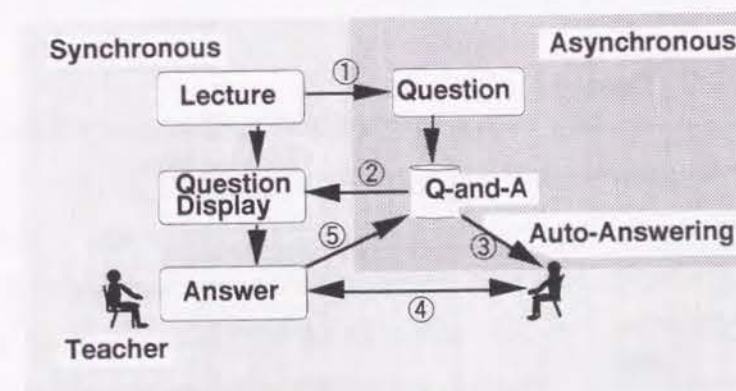 Synchronous
Asynchronous
①
Lecture
Question
②
Question
Display
Q-and-A
⑤
③
Auto-Answering
Answer
④
Teacher